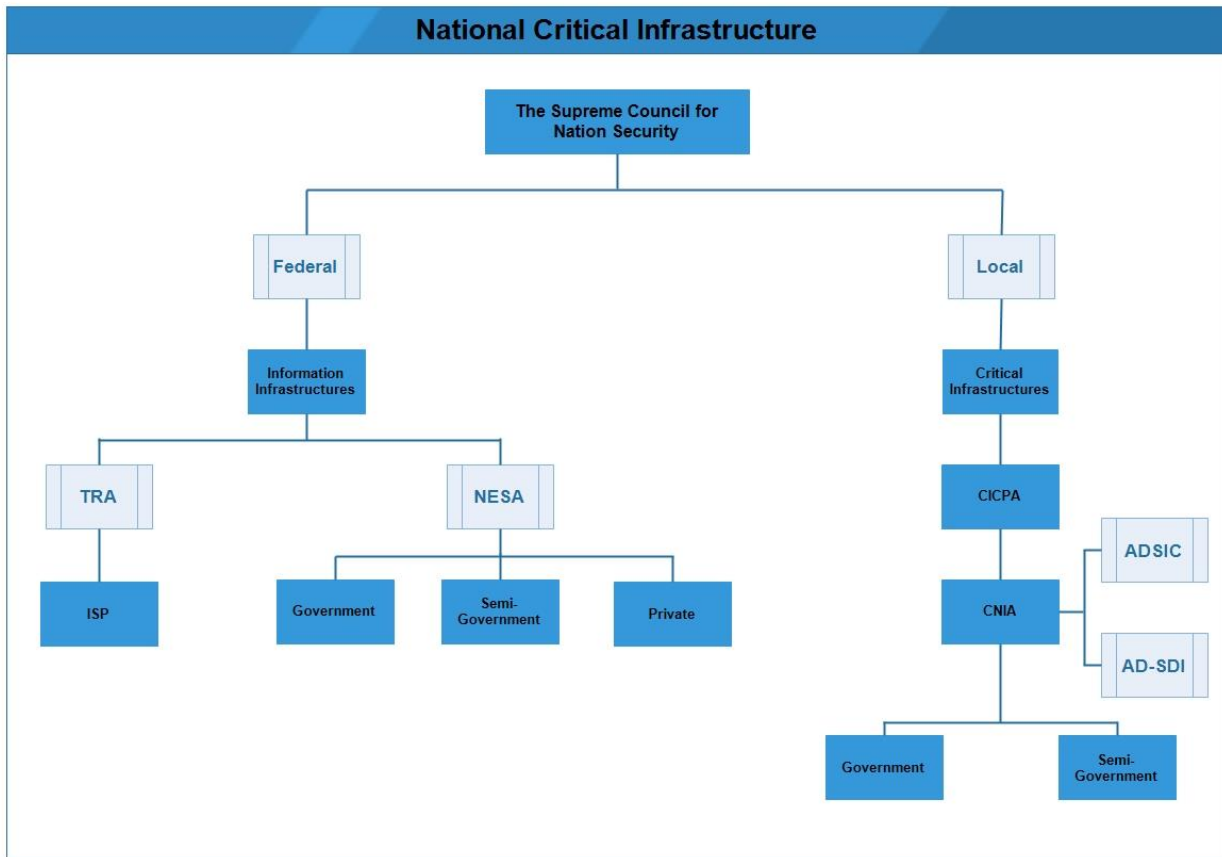 National Critical Infrastructure
The Supreme Council for
Nation Security
Federal
Local
Information
Infrastructures
Critical
Infrastructures
TRA
NESA
CICPA
ADSIC
ISP
Government
Semi-
Government
Private
CNIA
AD-SDI
Government
Semi-
Government